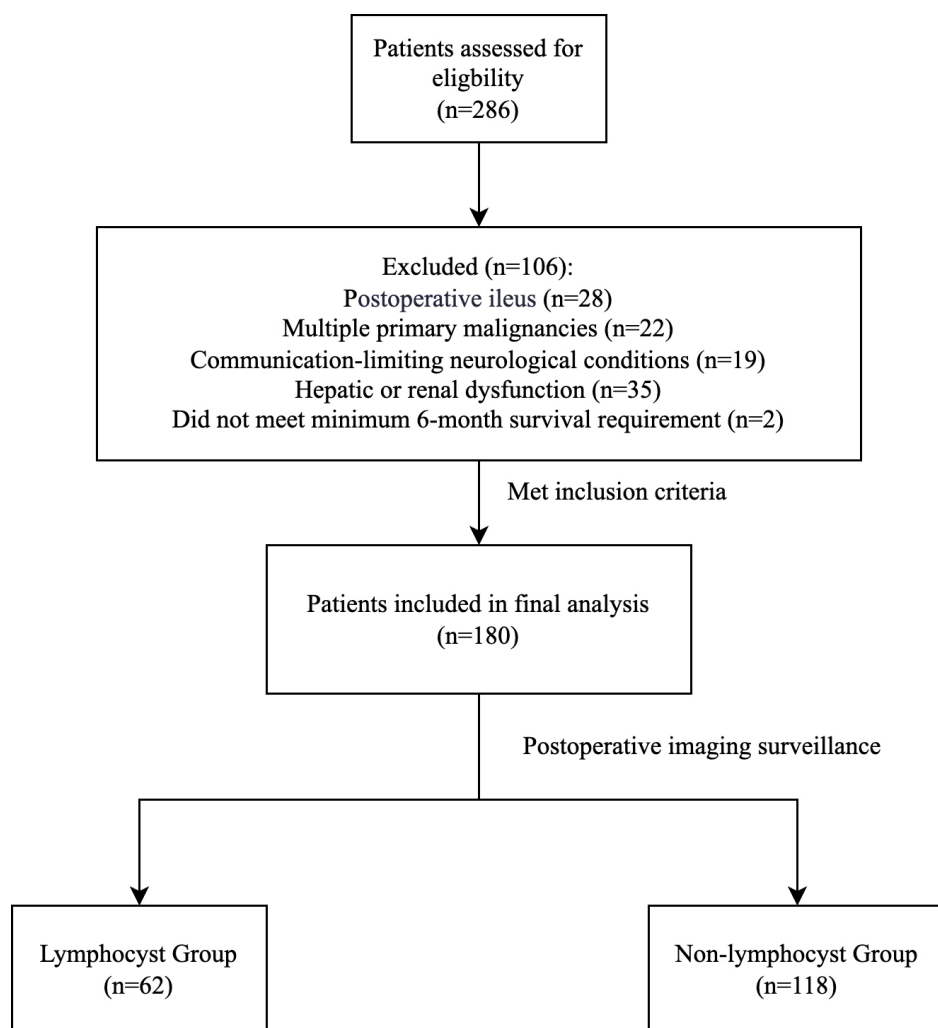 Patients assessed for
eligbility
(n=286)
Excluded (n=106):
Postoperative ileus (n=28)
Multiple primary malignancies (n=22)
Communication-limiting neurological conditions (n=19)
Hepatic or renal dysfunction (n=35)
Did not meet minimum 6-month survival requirement (n=2)
Met inclusion criteria
Patients included in final analysis
(n=180)
Postoperative imaging surveillance
Lymphocyst Group
(n=62)
Non-lymphocyst Group
(n=118)